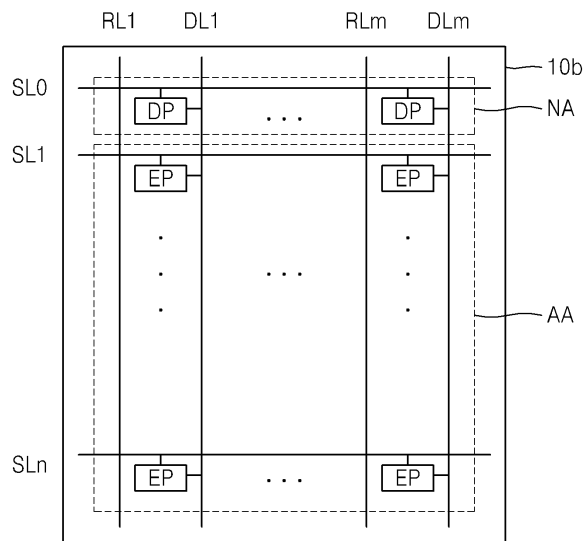 RL1 DL1 RLm DLm
10b
SL0
DP ... DP
NA
SL1
EP EP
...
AA
SLn
EP ... EP